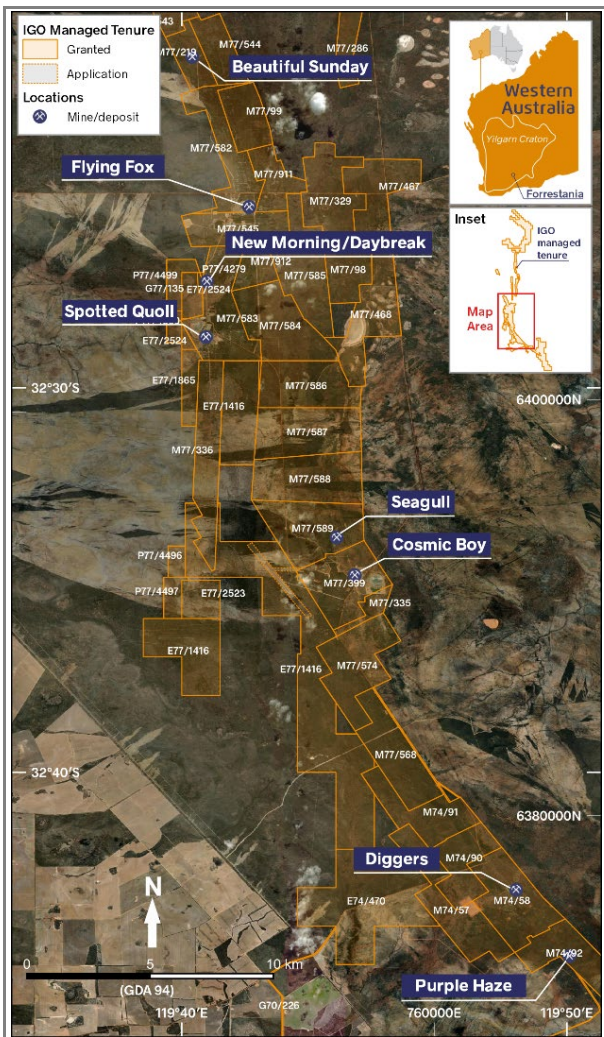 IGO Managed Tenure
Granted
Application
Locations
Mine/deposit
M77/219
M77/544
M77/286
Beautiful Sunday
M77/99
M77/582
Flying Fox
M77/911
M77/467
M77/329
M77/545
New Morning/Daybreak
P77/4499
P77/4279
M77/912
M77/98
G77/135
E77/2524
M77/585
Spotted Quoll
M77/583
M77/468
M77/584
E77/2524
32°30'S
E77/1865
M77/586
6400000N
E77/1416
M77/587
M77/336
M77/588
Seagull
M77/589
Cosmic Boy
P77/4496
M77/399
P77/4497
E77/2523
M77/335
E77/1416
E77/1416
M77/574
M77/568
32°40'S
M74/91
6380000N
Diggers
M74/90
N
E74/470
M74/57
M74/58
M74/92
0
5
10 km
Purple Haze
(GDA 94)
G70/226
119°40'E
760000E
119°50'E
Western
Australia
Yilgarn Craton
Forrestania
Inset
IGO
managed
tenure
Map
Area